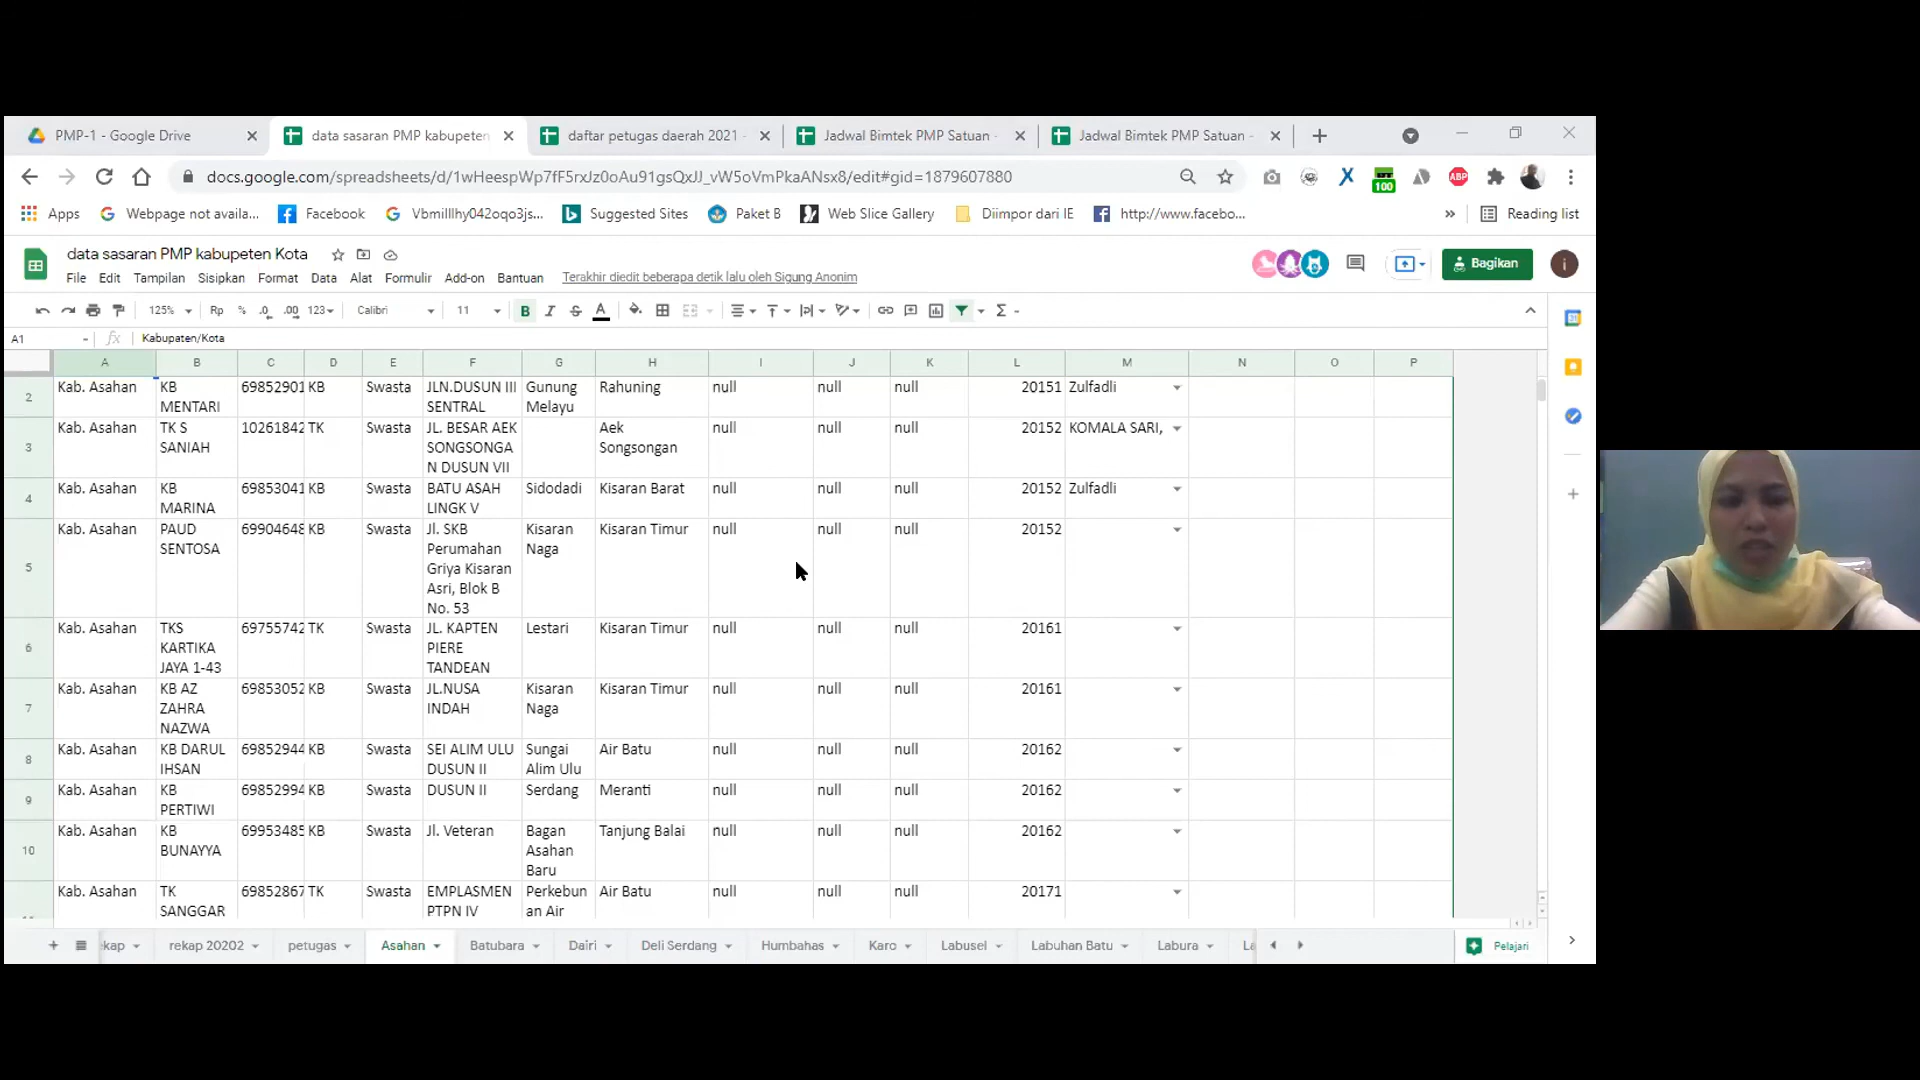 PMP-1 - Google Drive
data sasaran PMP kabupeten
daftar petugas daerah 2021 -
Jadwal Bimtek PMP Satuan -
Jadwal Bimtek PMP Satuan -
docs.google.com/spreadsheets/d/1wHeespWp7fF5rxJz0oAu91gsQxJJ_vW5oVmPkaANsx8/edit#gid=1879607880
100
ABP
Apps
Webpage not availa...
Facebook
Vbmilllhy042oqo3js...
Suggested Sites
Paket B
Web Slice Gallery
Diimpor dari IE
http://www.facebo...
Reading list
data sasaran PMP kabupeten Kota
Bagikan
i
File Edit Tampilan Sisipkan Format Data Alat Formulir Add-on Bantuan
Terakhir diedit beberapa detik lalu oleh Sigung Anonim
125% Rp % .0 .00 123 Calibri 11 B I S A
A1 fx Kabupaten/Kota
A B C D E F G H I J K L M N O P
2 Kab. Asahan KB MENTARI 69852901 KB Swasta JLN.DUSUN III SENTRAL Gunung Melayu Rahuning null null null 20151 Zulfadli
3 Kab. Asahan TK S SANIAH 10261842 TK Swasta JL. BESAR AEK SONGSONGA N DUSUN VII Aek Songsongan null null null 20152 KOMALA SARI,
4 Kab. Asahan KB MARINA 69853041 KB Swasta BATU ASAH LINGK V Sidodadi Kisaran Barat null null null 20152 Zulfadli
5 Kab. Asahan PAUD SENTOSA 69904648 KB Swasta Jl. SKB Perumahan Griya Kisaran Asri, Blok B No. 53 Kisaran Naga Kisaran Timur null null null 20152
6 Kab. Asahan TKS KARTIKA JAYA 1-43 69755742 TK Swasta JL. KAPTEN PIERE TANDEAN Lestari Kisaran Timur null null null 20161
7 Kab. Asahan KB AZ ZAHRA NAZWA 69853052 KB Swasta JL.NUSA INDAH Kisaran Naga Kisaran Timur null null null 20161
8 Kab. Asahan KB DARUL IHSAN 69852944 KB Swasta SEI ALIM ULU DUSUN II Sungai Alim Ulu Air Batu null null null 20162
9 Kab. Asahan KB PERTIWI 69852994 KB Swasta DUSUN II Serdang Meranti null null null 20162
10 Kab. Asahan KB BUNAYYA 69953485 KB Swasta Jl. Veteran Bagan Asahan Baru Tanjung Balai null null null 20162
Kab. Asahan TK SANGGAR 69852867 TK Swasta EMPLASMEN PTPN IV Perkebun an Air Air Batu null null null 20171
kap rekap 20202 petugas Asahan Batubara Dairi Deli Serdang Humbahas Karo Labusel Labuhan Batu Labura La Pelajari